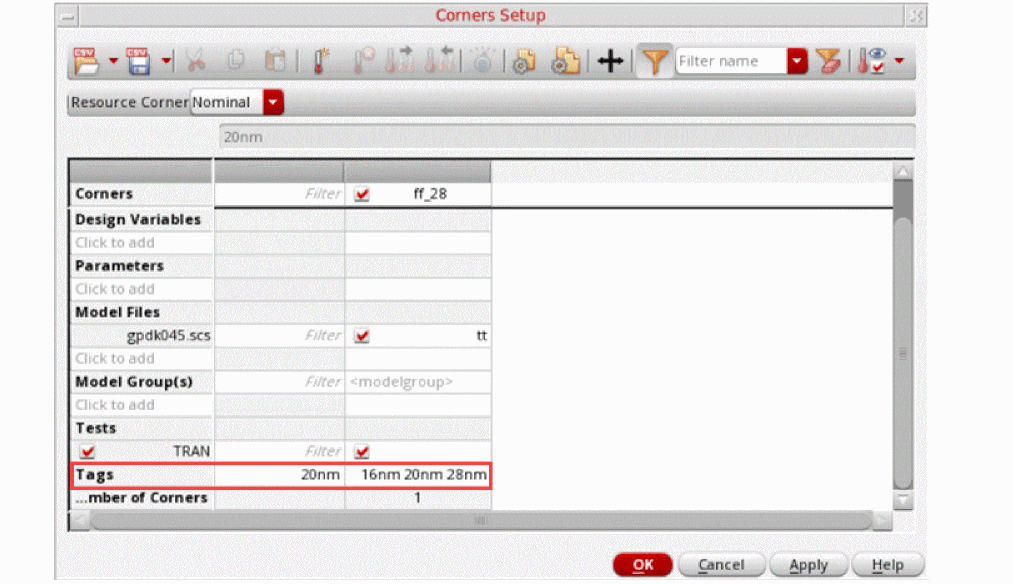 Corners Setup
CSV CSV Filter name
Resource Corner Nominal
20nm
Corners Filter ff_28
Design Variables
Click to add
Parameters
Click to add
Model Files
gpdk045.scs Filter tt
Click to add
Model Group(s) Filter <modelgroup>
Click to add
Tests
TRAN Filter
Tags 20nm 16nm 20nm 28nm
...mber of Corners 1
OK Cancel Apply Help